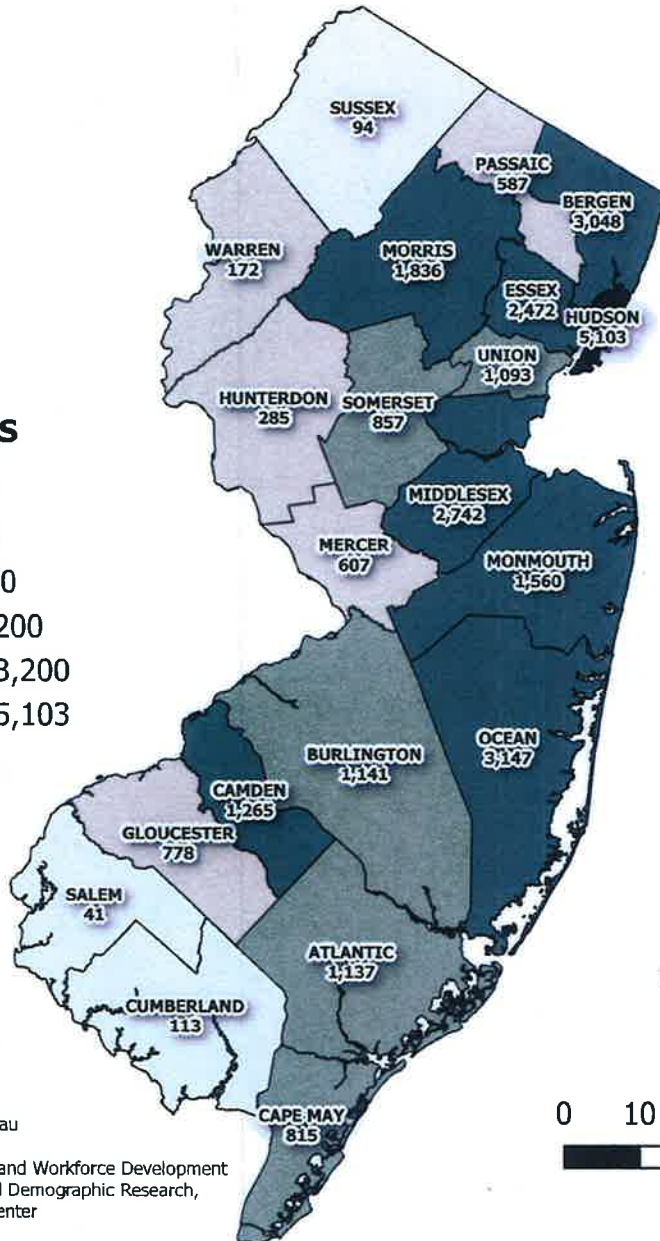 SUSSEX
94
PASSAIC
587
BERGEN
3,048
WARREN
172
MORRIS
1,836
ESSEX
2,472
HUDSON
5,103
UNION
1,093
HUNTERDON
285
SOMERSET
857
S
MIDDLESEX
2,742
MERCER
607
MONMOUTH
1,560
0
200
3,200
5,103
OCEAN
3,147
BURLINGTON
1,141
CAMDEN
1,265
GLOUCESTER
778
SALEM
41
ATLANTIC
1,137
CUMBERLAND
113
CAPE MAY
815
0 10
au
and Workforce Development
d Demographic Research,
enter